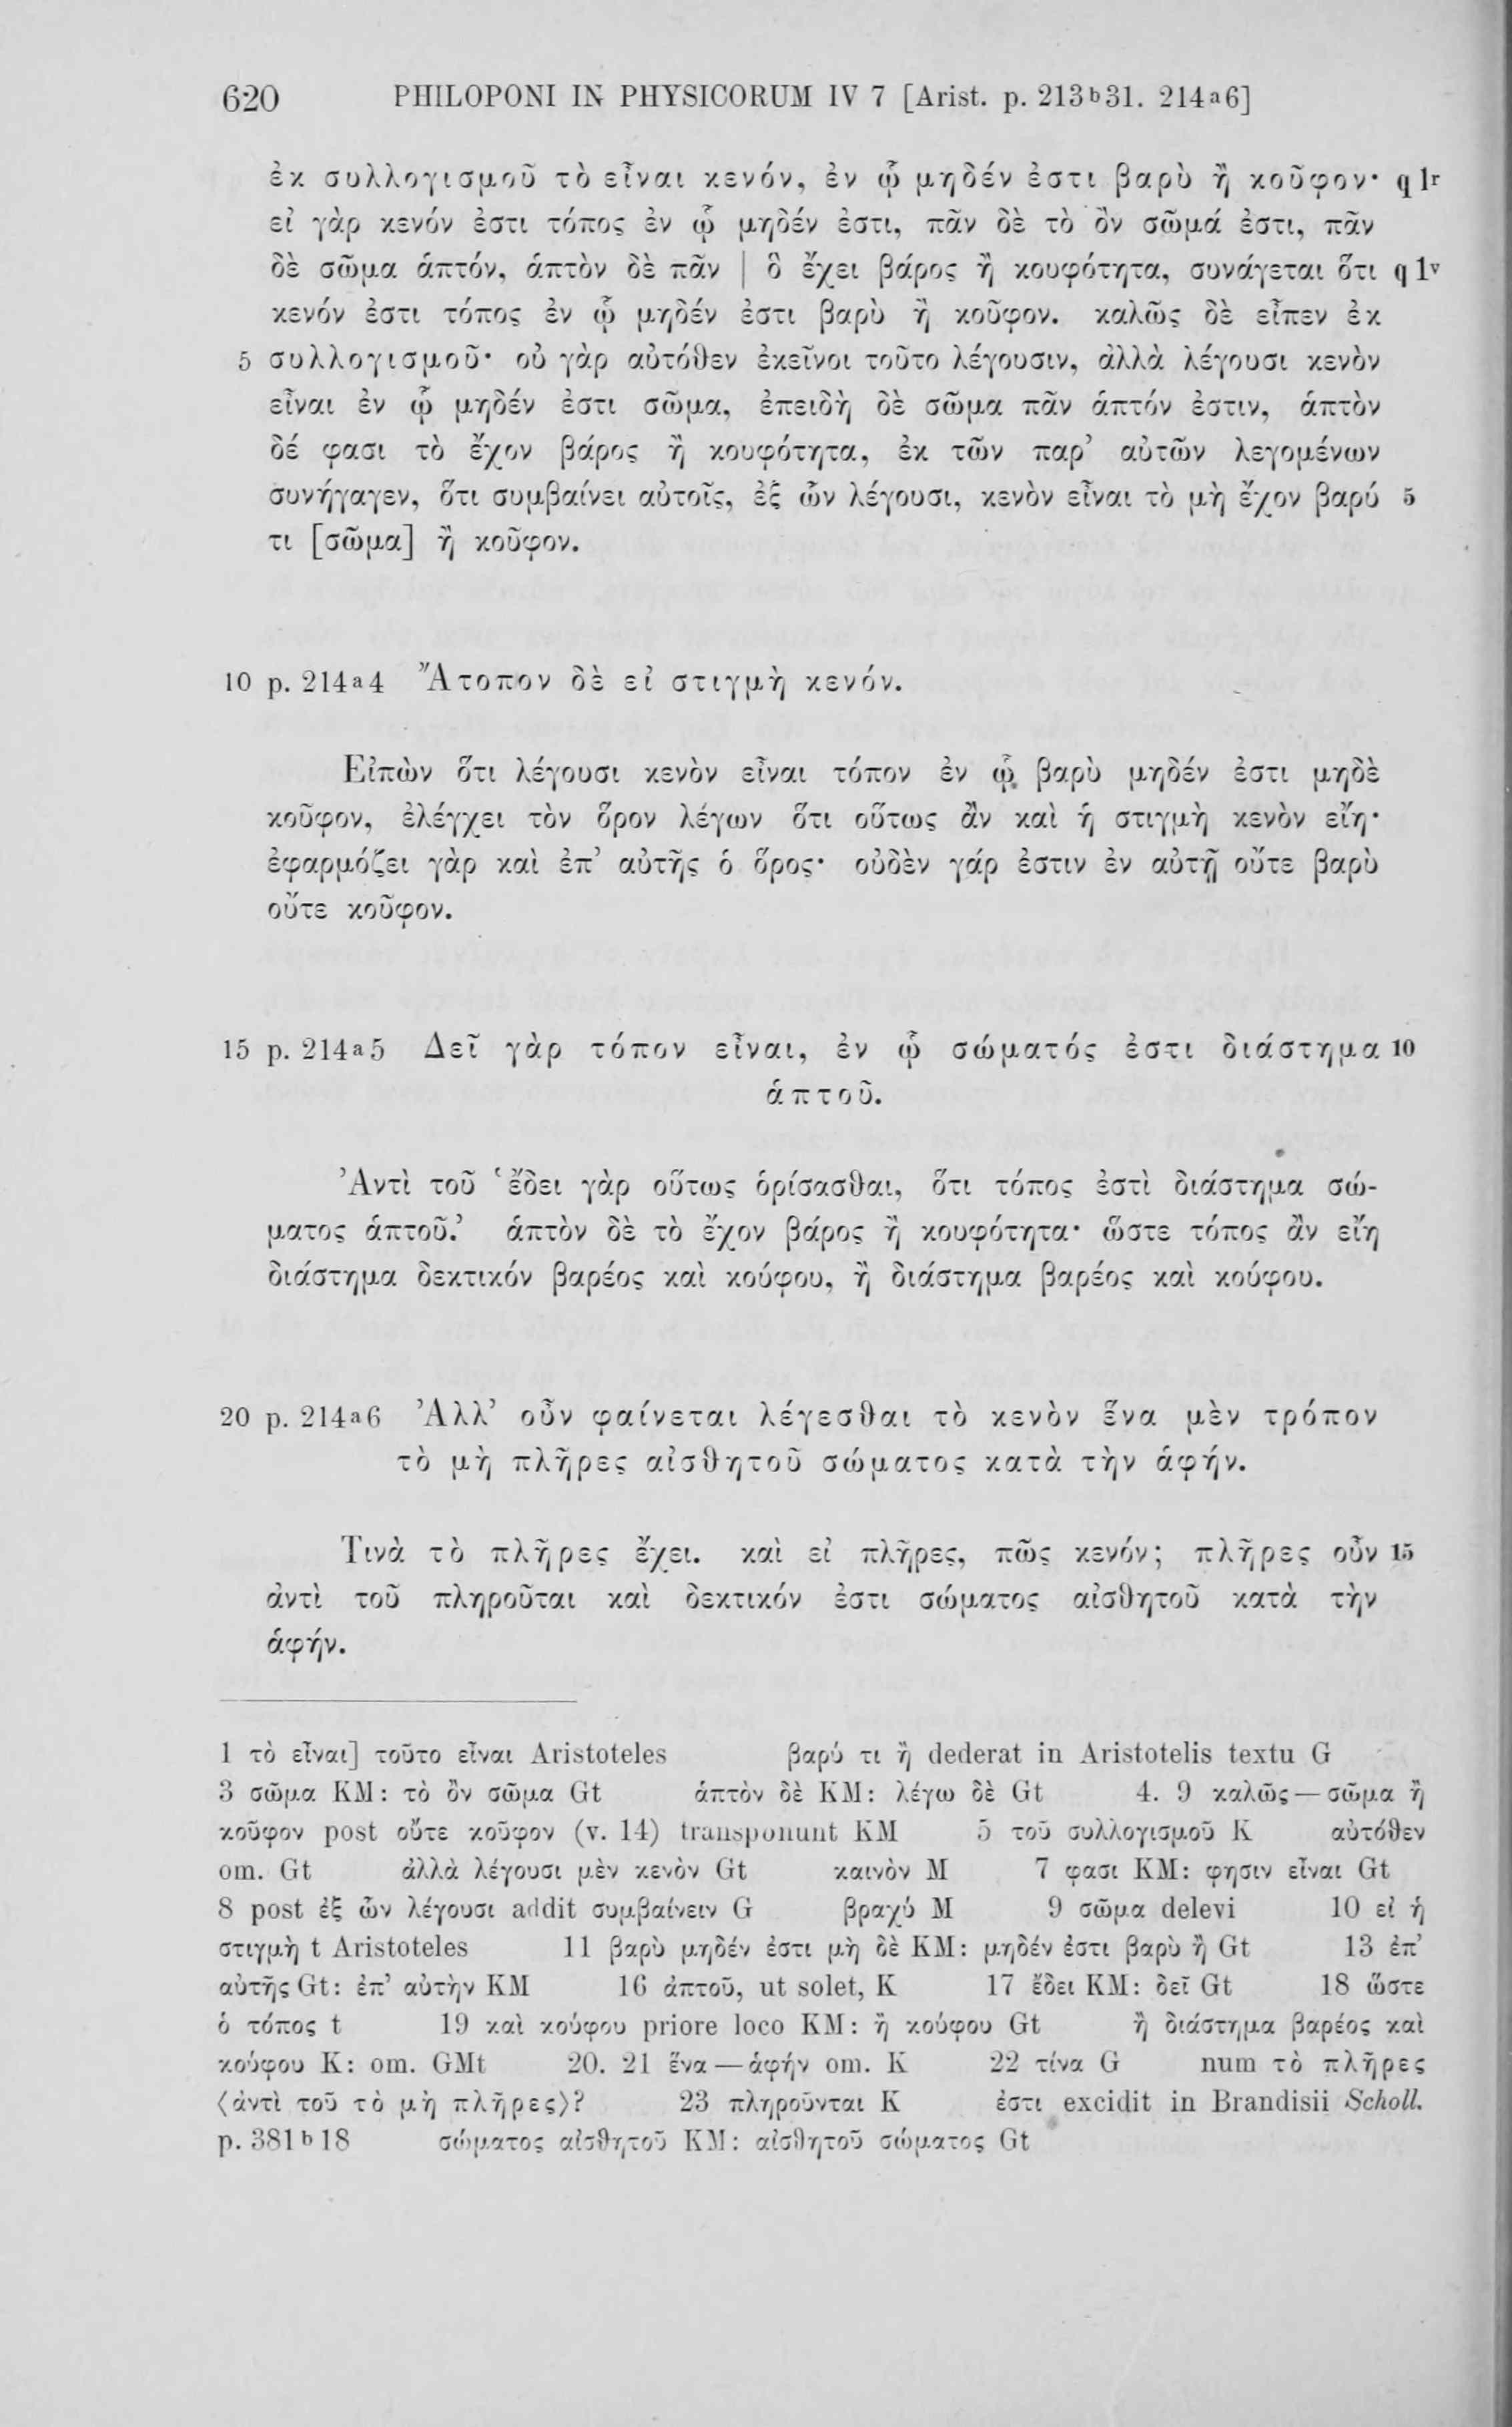 620 PHILOPONI IN PHYSICORUM IV 7 [Arist. p. 213b31. 214a6]
ἐκ συλλογισμοῦ τὸ εἶναι κενόν, ἐν ᾧ μηδέν ἐστι βαρὺ ἢ κοῦφον· q 1r
εἰ γὰρ κενόν ἐστι τόπος ἐν ᾧ μηδέν ἐστι, πᾶν δὲ τὸ ὂν σῶμά ἐστι, πᾶν
δὲ σῶμα ἁπτόν, ἁπτὸν δὲ πᾶν | ὃ ἔχει βάρος ἢ κουφότητα, συνάγεται ὅτι q 1v
κενόν ἐστι τόπος ἐν ᾧ μηδέν ἐστι βαρὺ ἢ κοῦφον. καλῶς δὲ εἶπεν ἐκ
5 συλλογισμοῦ· οὐ γὰρ αὐτόθεν ἐκεῖνοι τοῦτο λέγουσιν, ἀλλὰ λέγουσι κενὸν
εἶναι ἐν ᾧ μηδέν ἐστι σῶμα, ἐπειδὴ δὲ σῶμα πᾶν ἁπτόν ἐστιν, ἁπτὸν
δέ φασι τὸ ἔχον βάρος ἢ κουφότητα, ἐκ τῶν παρ’ αὐτῶν λεγομένων
συνήγαγεν, ὅτι συμβαίνει αὐτοῖς, ἐξ ὧν λέγουσι, κενὸν εἶναι τὸ μὴ ἔχον βαρύ 5
τι [σῶμα] ἢ κοῦφον.
10 p. 214a4 Ἄτοπον δὲ εἰ στιγμὴ κενόν.
Εἰπὼν ὅτι λέγουσι κενὸν εἶναι τόπον ἐν ᾧ βαρὺ μηδέν ἐστι μηδὲ
κοῦφον, ἐλέγχει τὸν ὅρον λέγων ὅτι οὕτως ἂν καὶ ἡ στιγμὴ κενὸν εἴη·
ἐφαρμόζει γὰρ καὶ ἐπ’ αὐτῆς ὁ ὅρος· οὐδὲν γάρ ἐστιν ἐν αὐτῇ οὔτε βαρὺ
οὔτε κοῦφον.
15 p. 214a5 Δεῖ γὰρ τόπον εἶναι, ἐν ᾧ σώματός ἐστι διάστημα 10
ἁπτοῦ.
Ἀντὶ τοῦ ‘ἔδει γὰρ οὕτως ὁρίσασθαι, ὅτι τόπος ἐστὶ διάστημα σώ-
ματος ἁπτοῦ.’ ἁπτὸν δὲ τὸ ἔχον βάρος ἢ κουφότητα· ὥστε τόπος ἂν εἴη
διάστημα δεκτικόν βαρέος καὶ κούφου, ἢ διάστημα βαρέος καὶ κούφου.
20 p. 214a6 Ἀλλ’ οὖν φαίνεται λέγεσθαι τὸ κενὸν ἕνα μὲν τρόπον
τὸ μὴ πλῆρες αἰσθητοῦ σώματος κατὰ τὴν ἁφήν.
Τινὰ τὸ πλῆρες ἔχει. καὶ εἰ πλῆρες, πῶς κενόν; πλῆρες οὖν 15
ἀντὶ τοῦ πληροῦται καὶ δεκτικόν ἐστι σώματος αἰσθητοῦ κατὰ τὴν
ἁφήν.
1 τὸ εἶναι] τοῦτο εἶναι Aristoteles βαρύ τι ἢ dederat in Aristotelis textu G
3 σῶμα KM: τὸ ὂν σῶμα Gt ἁπτὸν δὲ KM: λέγω δὲ Gt 4. 9 καλῶς — σῶμα ἢ
κοῦφον post οὔτε κοῦφον (v. 14) transponunt KM 5 τοῦ συλλογισμοῦ K αὐτόθεν
om. Gt ἀλλὰ λέγουσι μὲν κενὸν Gt καινὸν M 7 φασι KM: φησιν εἶναι Gt
8 post ἐξ ὧν λέγουσι addit συμβαίνειν G βραχύ M 9 σῶμα delevi 10 εἰ ἡ
στιγμὴ t Aristoteles 11 βαρὺ μηδέν ἐστι μὴ δὲ KM: μηδέν ἐστι βαρὺ ἢ Gt 13 ἐπ’
αὐτῆς Gt: ἐπ’ αὐτὴν KM 16 ἀπτοῦ, ut solet, K 17 ἔδει KM: δεῖ Gt 18 ὥστε
ὁ τόπος t 19 καὶ κούφου priore loco KM: ἢ κούφου Gt ἢ διάστημα βαρέος καὶ
κούφου K: om. GMt 20. 21 ἕνα — ἁφήν om. K 22 τίνα G num τὸ πλῆρες
⟨ἀντὶ τοῦ τὸ μὴ πλῆρες⟩? 23 πληροῦνται K ἐστι excidit in Brandisii Scholl.
p. 381b18 σώματος αἰσθητοῦ KM: αἰσθητοῦ σώματος Gt